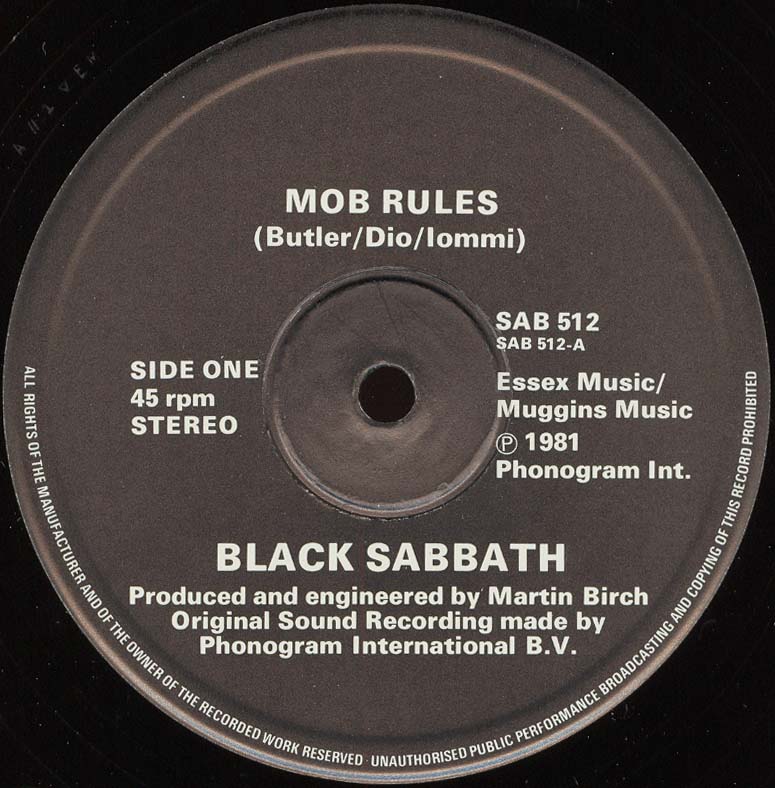 MOB RULES
(Butler/Dio/Iommi)
SAB 512
SAB 512-A
SIDE ONE
45 rpm
STEREO
Essex Music/
Muggins Music
Ⓟ 1981
Phonogram Int.
BLACK SABBATH
Produced and engineered by Martin Birch
Original Sound Recording made by
Phonogram International B.V.
ALL RIGHTS OF THE MANUFACTURER AND OF THE OWNER OF THE RECORDED WORK RESERVED · UNAUTHORISED PUBLIC PERFORMANCE BROADCASTING AND COPYING OF THIS RECORD PROHIBITED